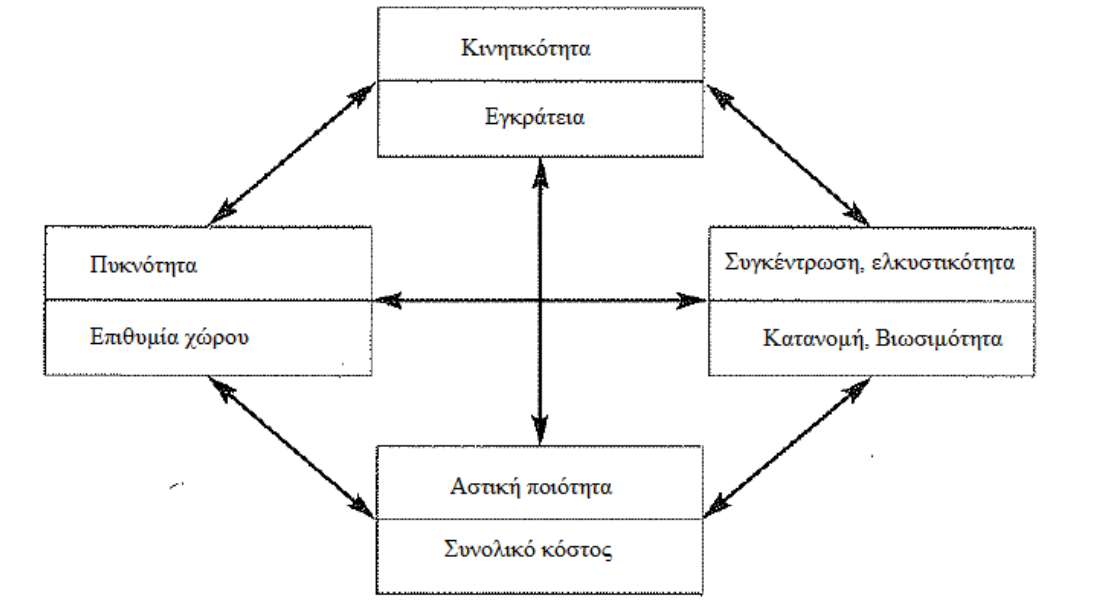 Κινητικότητα
Εγκράτεια
Πυκνότητα
Επιθυμία χώρου
Συγκέντρωση, ελκυστικότητα
Κατανομή, Βιωσιμότητα
Αστική ποιότητα
Συνολικό κόστος